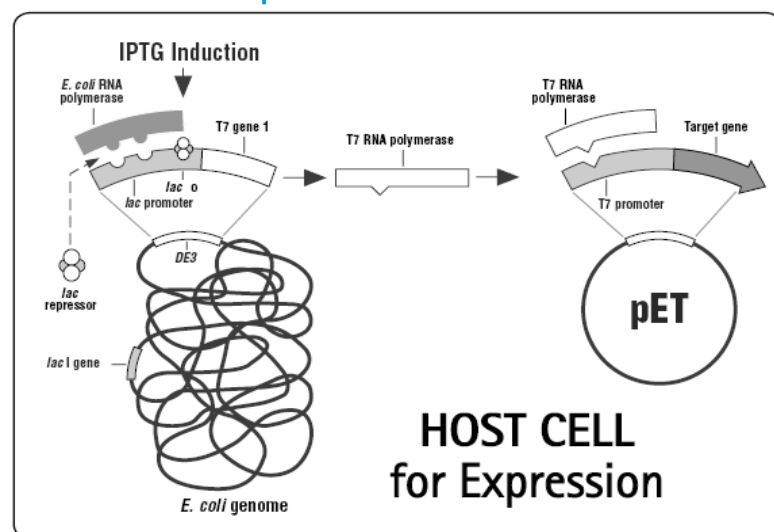 IPTG Induction
E. coli RNA
polymerase
T7 gene 1
lac o
lac promoter
lac
repressor
DE3
lac I gene
E. coli genome
T7 RNA polymerase
T7 RNA
polymerase
Target gene
T7 promoter
pET
HOST CELL
for Expression